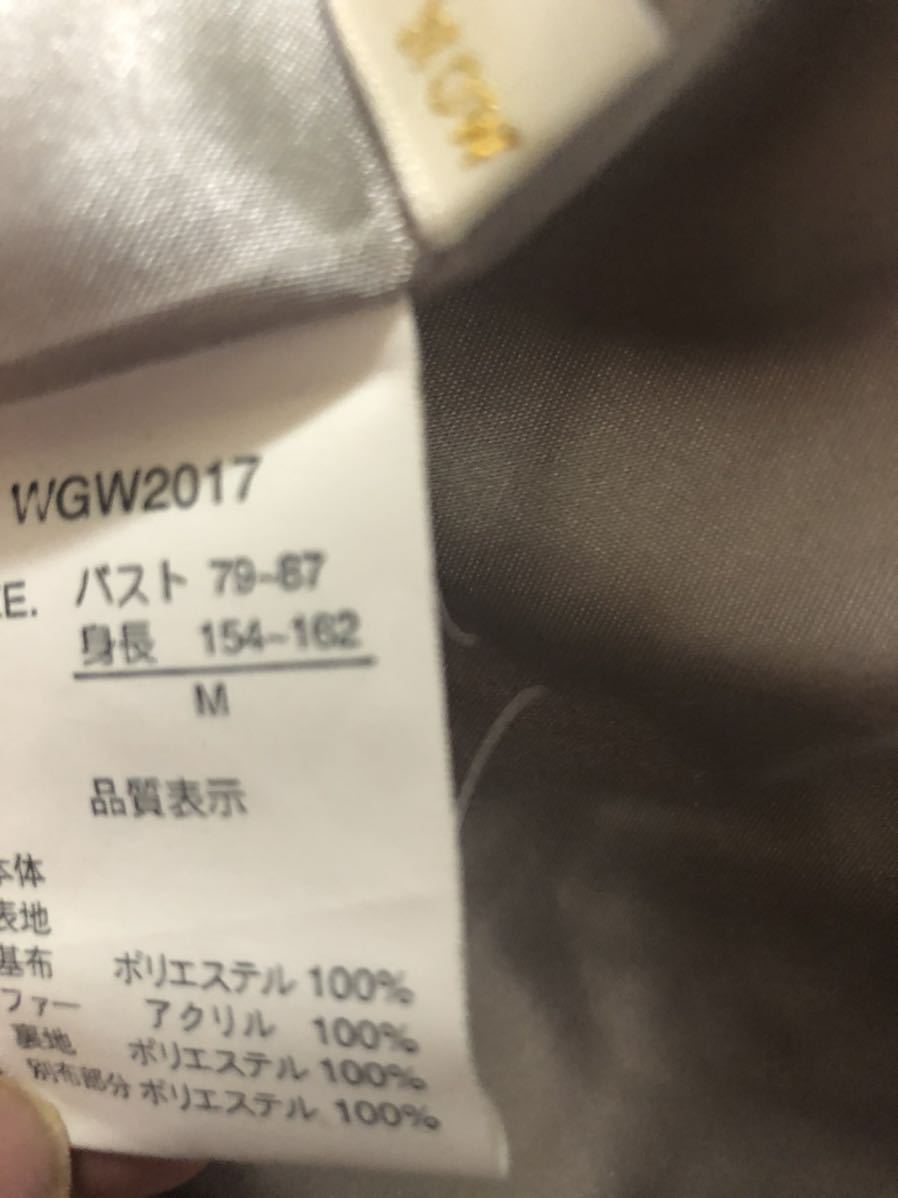 WGW2017
バスト 79~87
身長 154~162
M
品質表示
本体
表地
基布 ポリエステル 100%
ファー アクリル 100%
裏地 ポリエステル 100%
別布部分 ポリエステル 100%